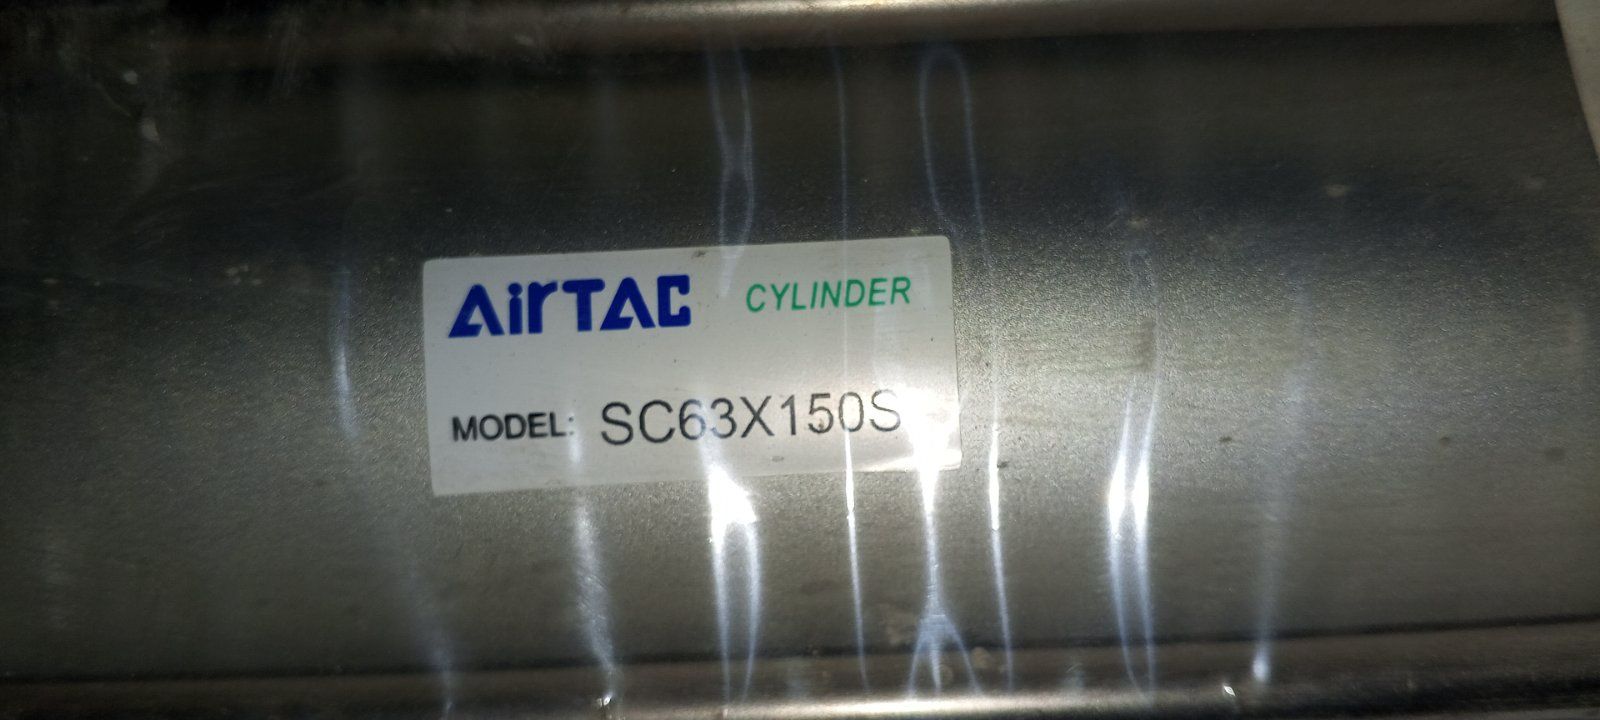 AirTAC CYLINDER
MODEL: SC63X150S